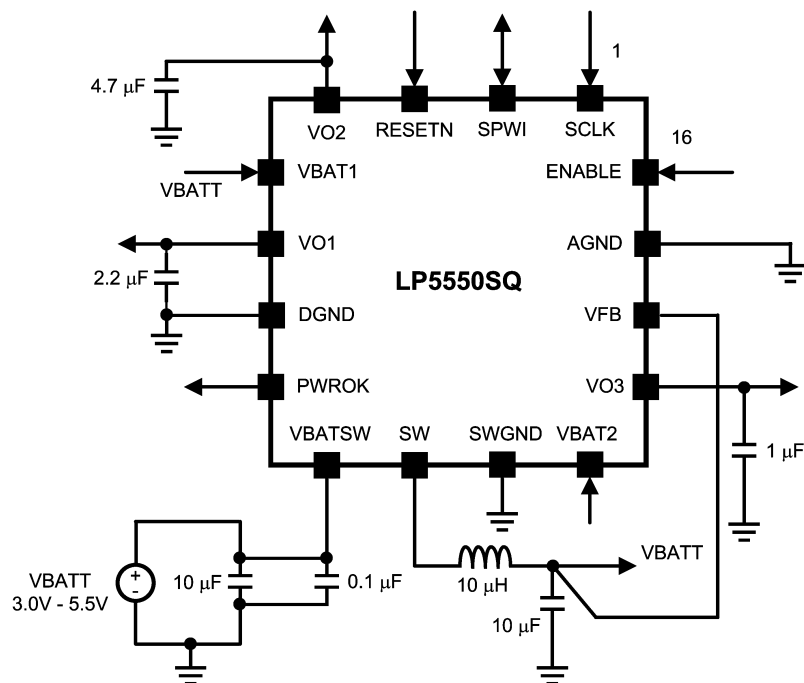 1
4.7 μF
VO2
RESETN
SPWI
SCLK
16
VBATT
VBAT1
ENABLE
VO1
AGND
2.2 μF
LP5550SQ
DGND
VFB
PWROK
VO3
VBATSW
SW
SWGND
VBAT2
1 μF
VBATT
3.0V - 5.5V
+
-
10 μF
0.1 μF
10 μH
VBATT
10 μF